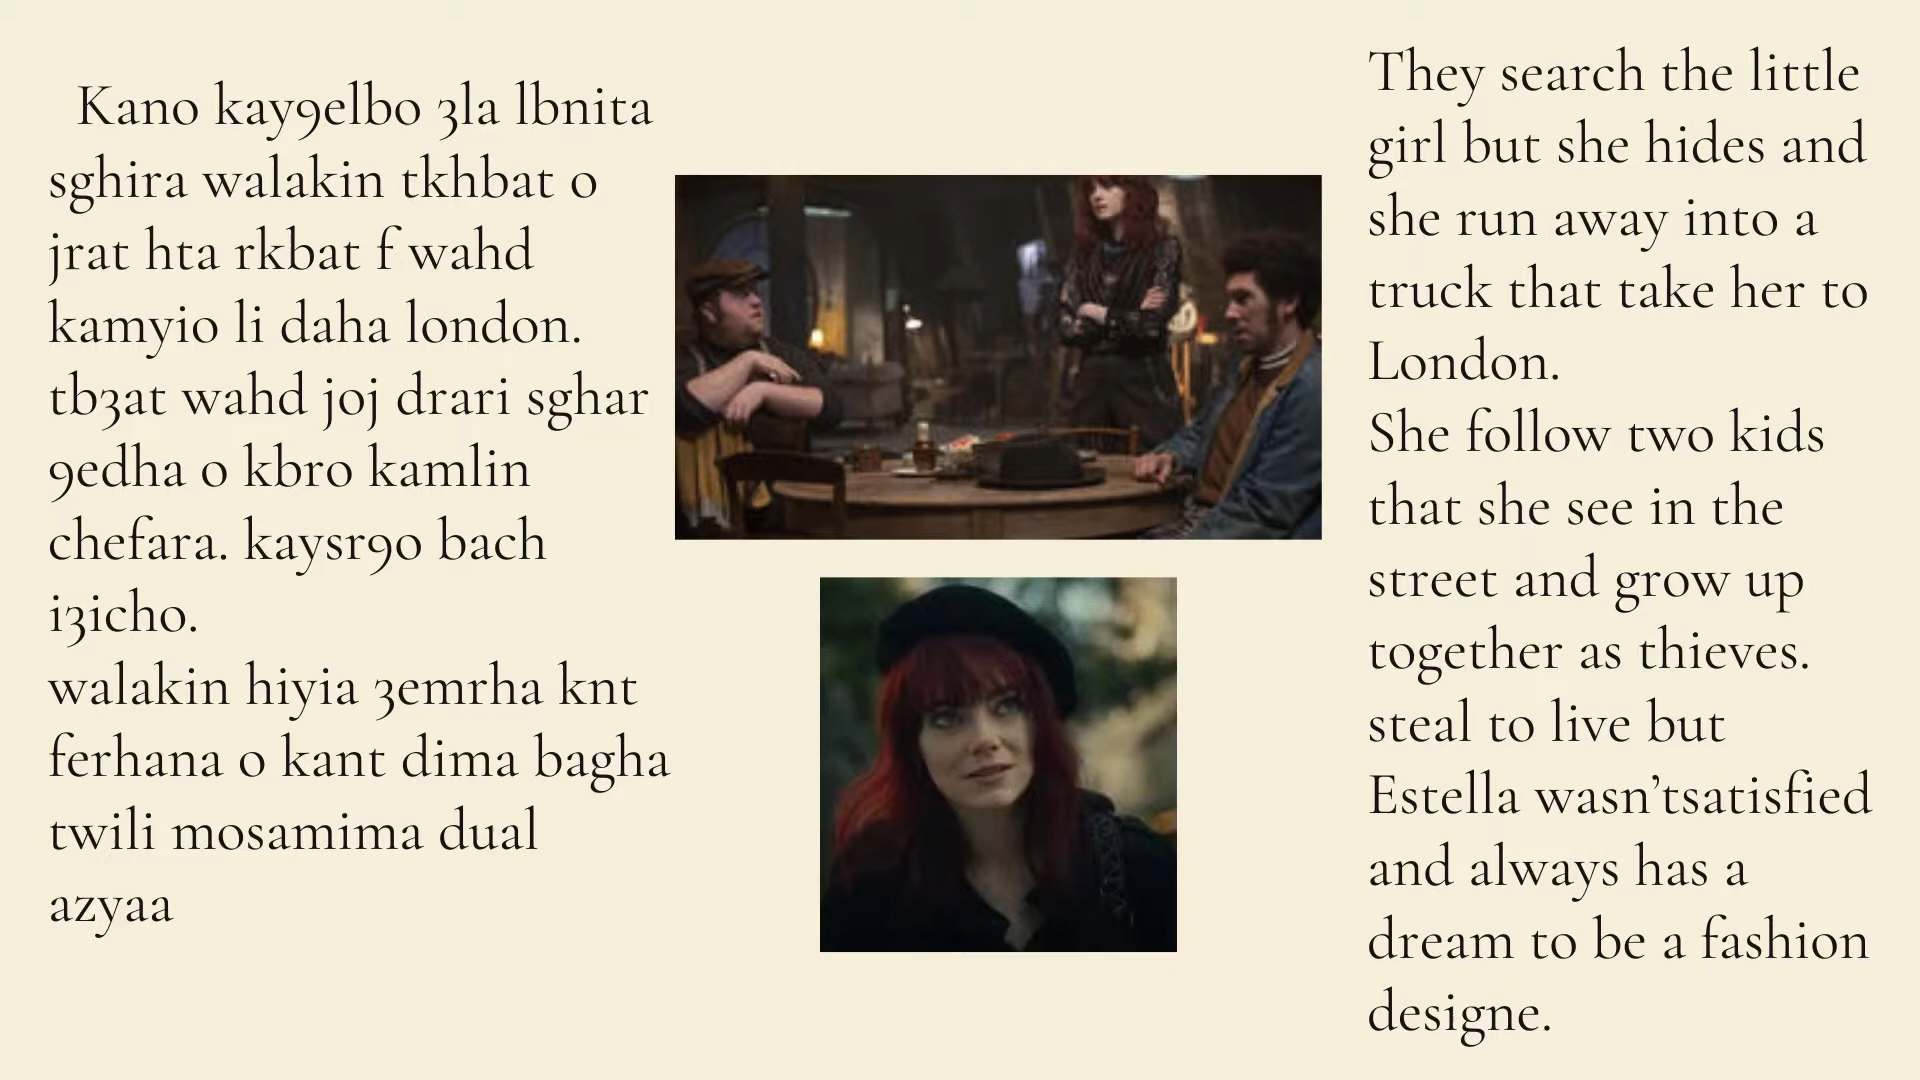 Kano kay9elbo 3la lbnita
sghira walakin tkhbat o
jrat hta rkbat f wahd
kamyio li daha london.
tb3at wahd joj drari sghar
9edha o kbro kamlin
chefara. kaysr9o bach
i3icho.
walakin hiyia 3emrha knt
ferhana o kant dima bagha
twili mosamima dual
azyaa
They search the little
girl but she hides and
she run away into a
truck that take her to
London.
She follow two kids
that she see in the
street and grow up
together as thieves.
steal to live but
Estella wasn’tsatisfied
and always has a
dream to be a fashion
designe.